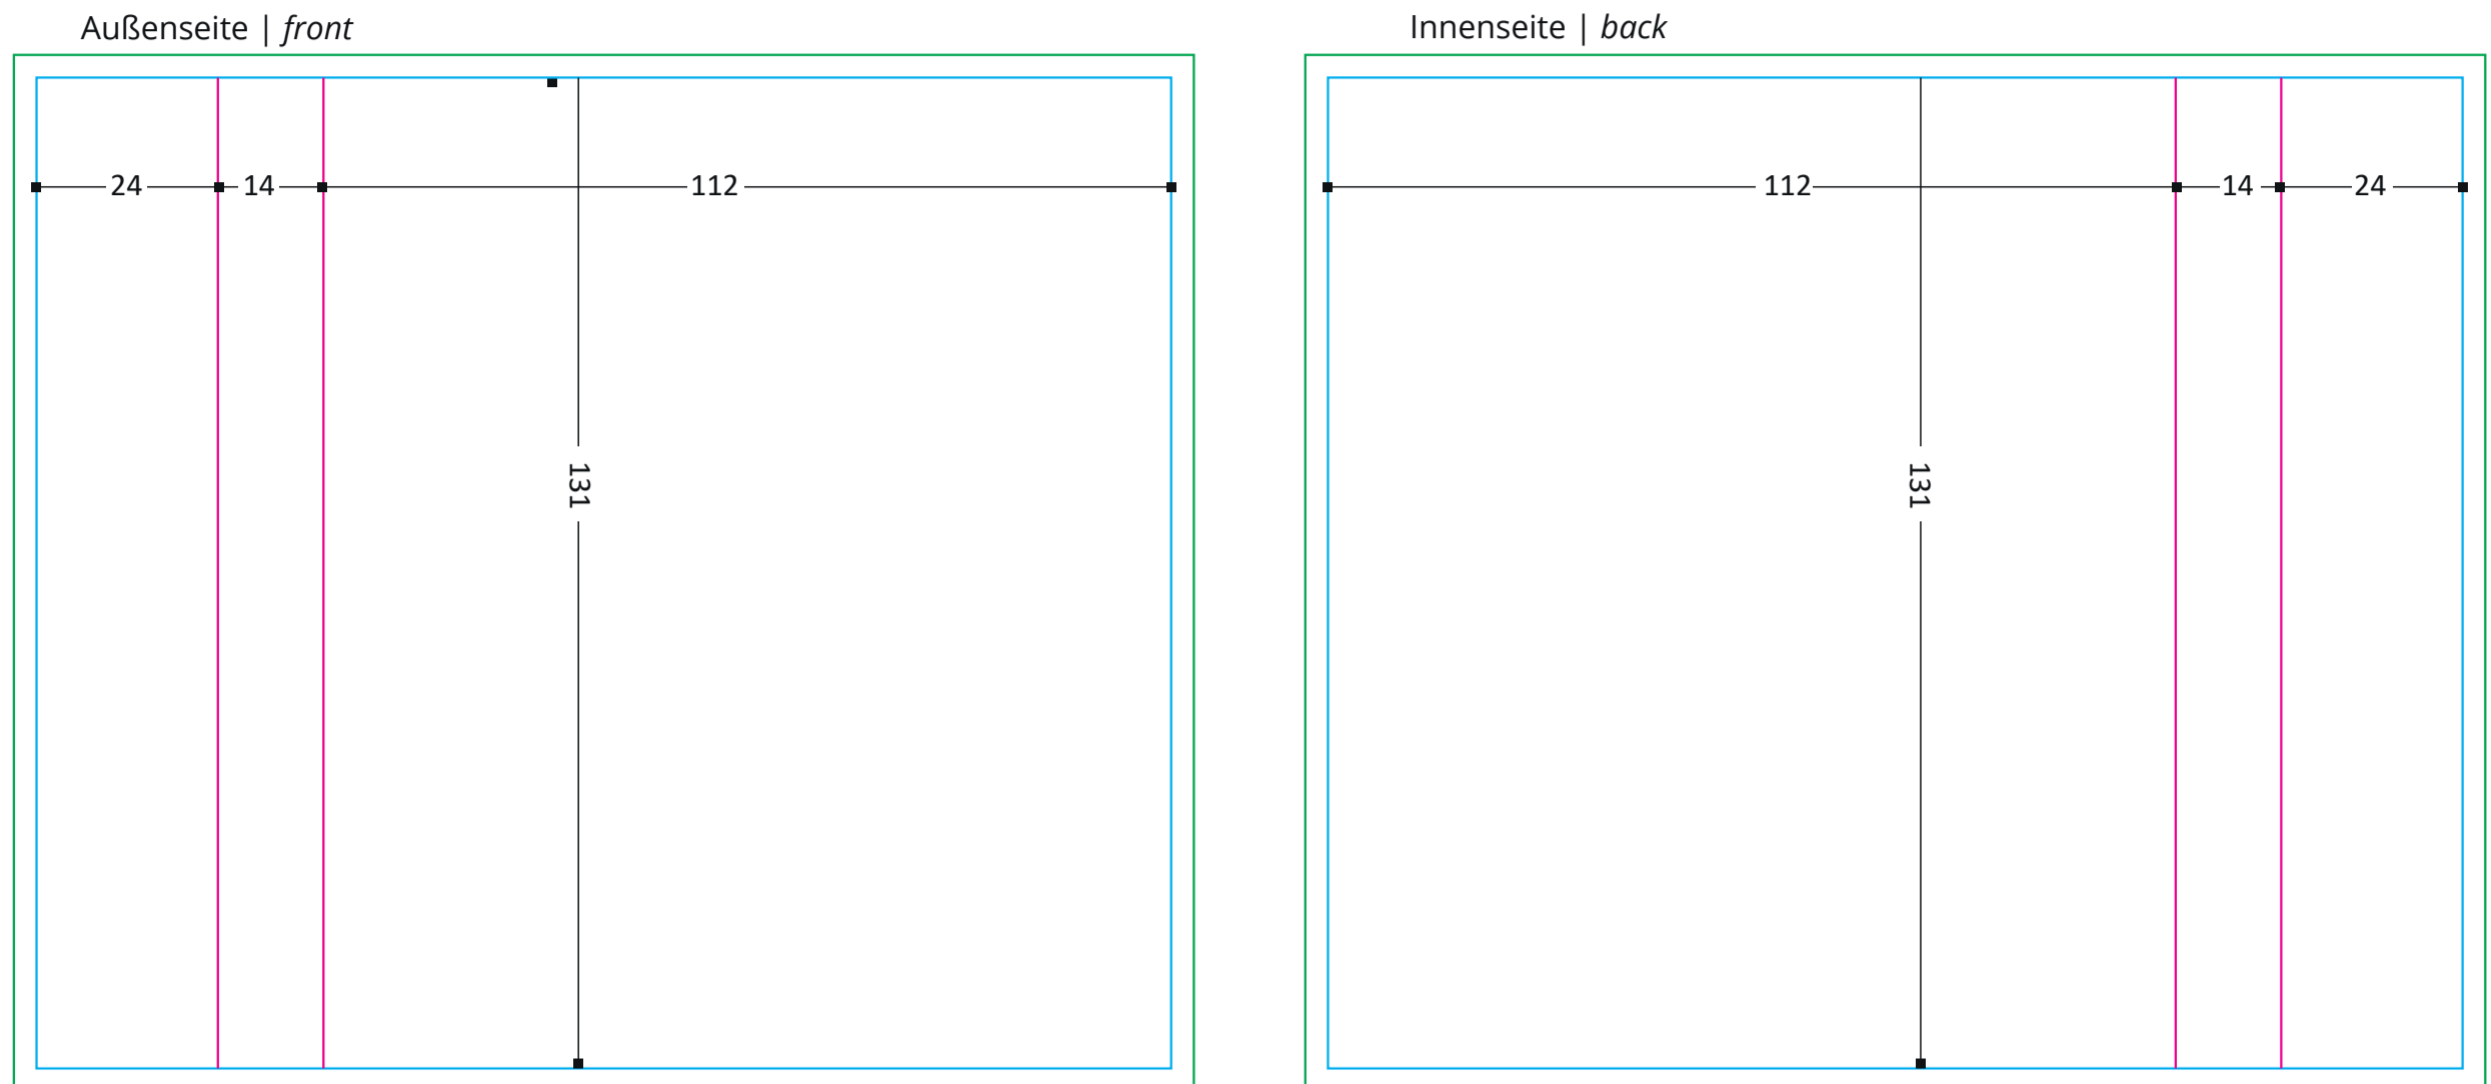 Außenseite | front
Innenseite | back
24 14 112
112 14 24
131
131